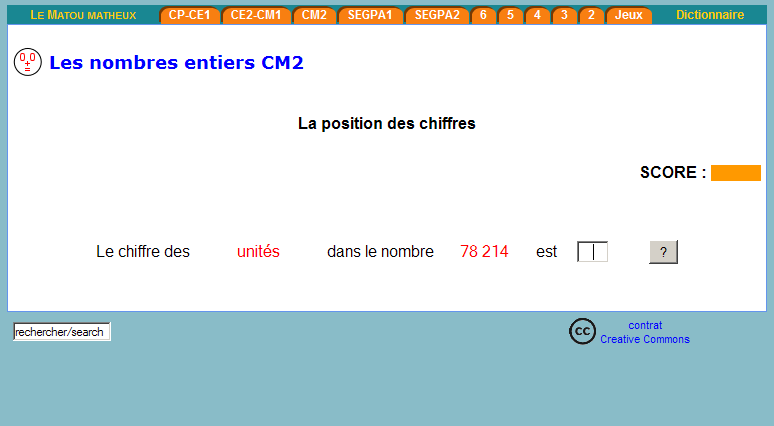 LE MATOU MATHEUX CP-CE1 CE2-CM1 CM2 SEGPA1 SEGPA2 6 5 4 3 2 Jeux Dictionnaire
Les nombres entiers CM2
La position des chiffres
SCORE :
Le chiffre des unités dans le nombre 78 214 est ?
rechercher/search
cc contrat
Creative Commons